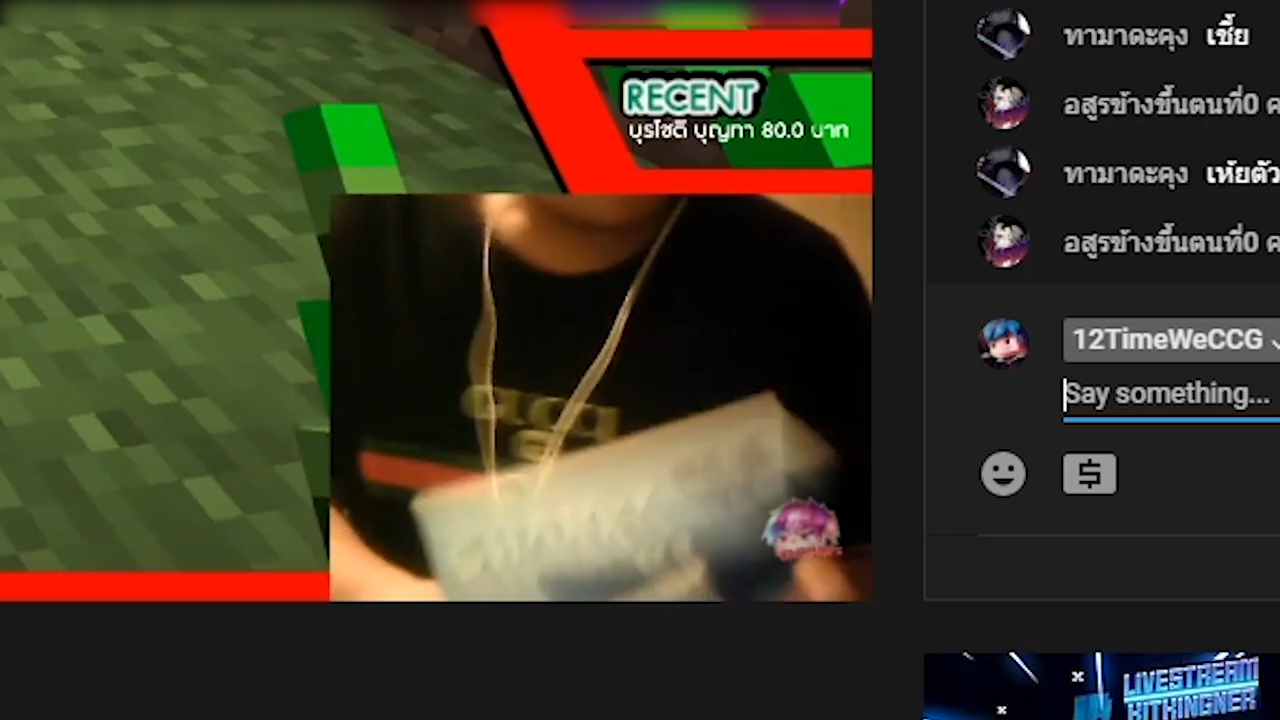 RECENT
บุรโชติ บุญทา 80.0 บาท
ทามาดะคุง เชี้ย
อสูรข้างขึ้นตนที่0 ค
ทามาดะคุง เห้ยตัว
อสูรข้างขึ้นตนที่0 ค
12TimeWeCCG
Say something...
LIVESTREAM
KITKINGNER